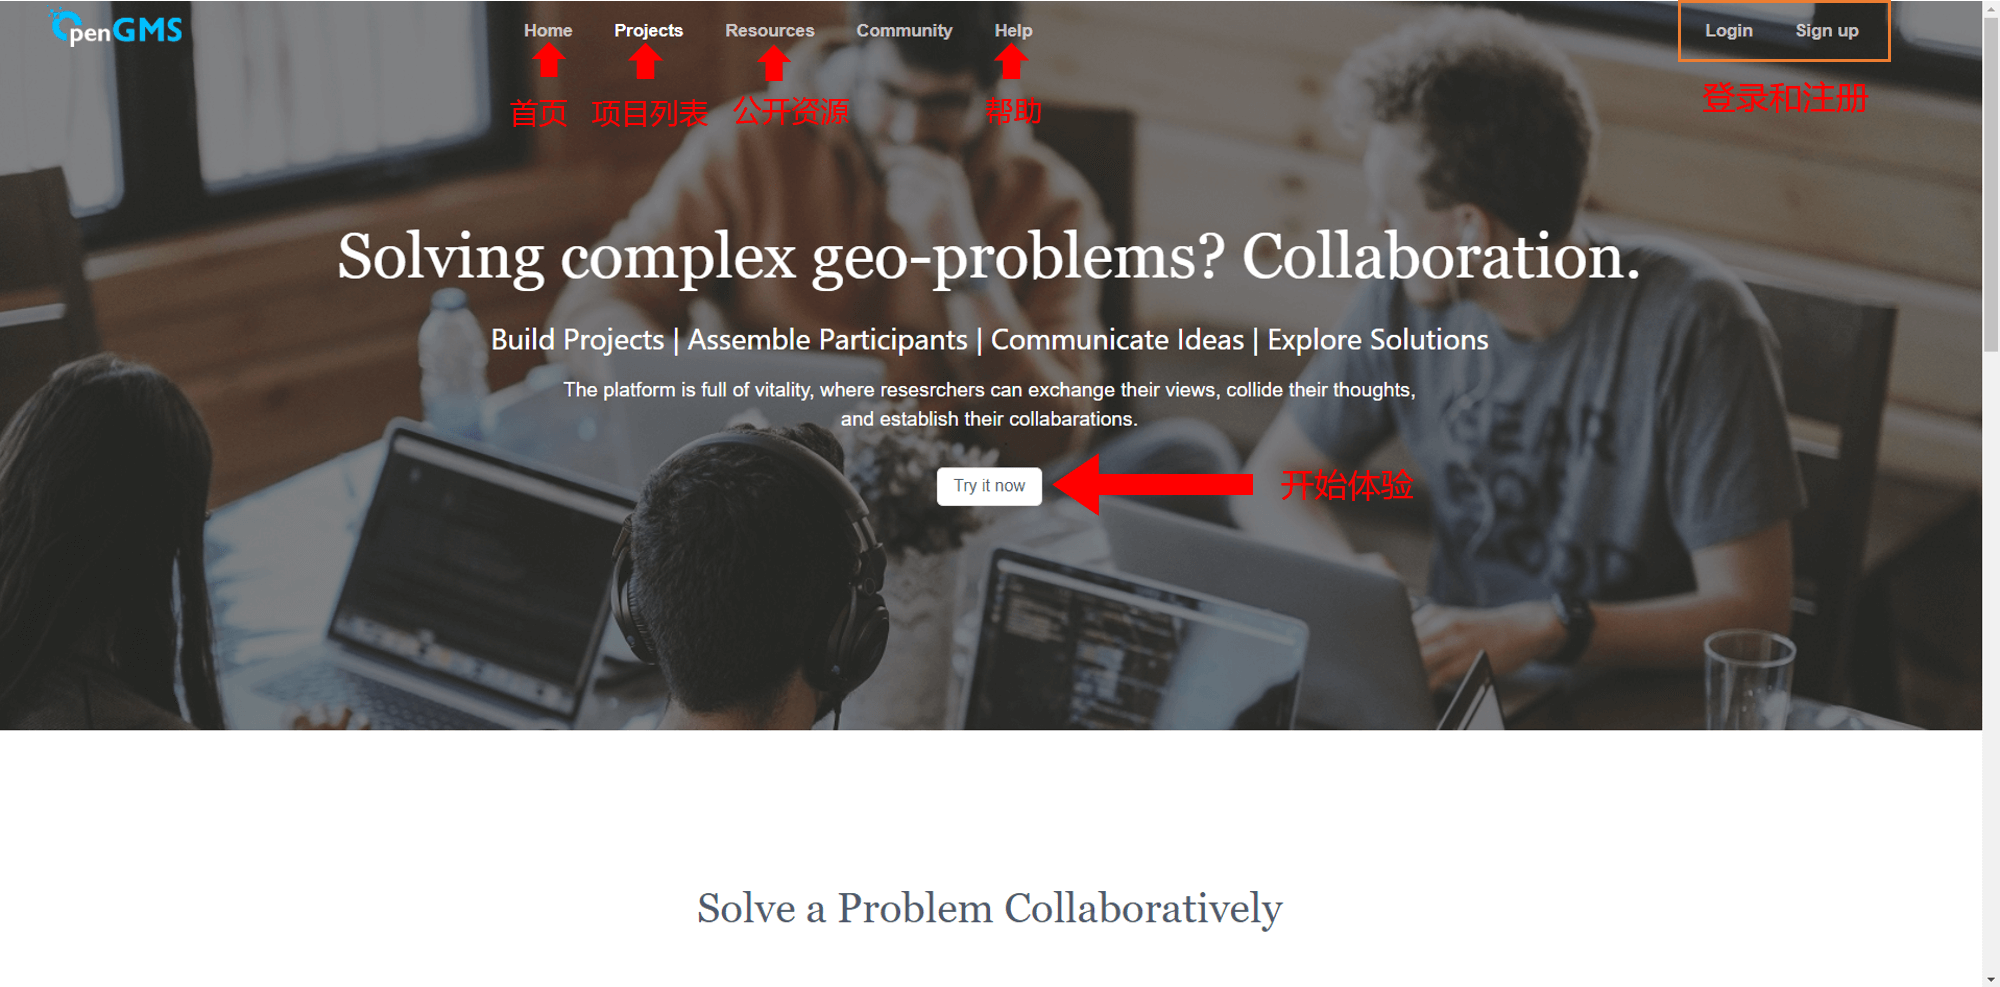 OpenGMS
Home Projects Resources Community Help Login Sign up
首页 项目列表 公开资源 帮助 登录和注册
Solving complex geo-problems? Collaboration.
Build Projects | Assemble Participants | Communicate Ideas | Explore Solutions
The platform is full of vitality, where resesrchers can exchange their views, collide their thoughts,
and establish their collabarations.
Try it now 开始体验
Solve a Problem Collaboratively